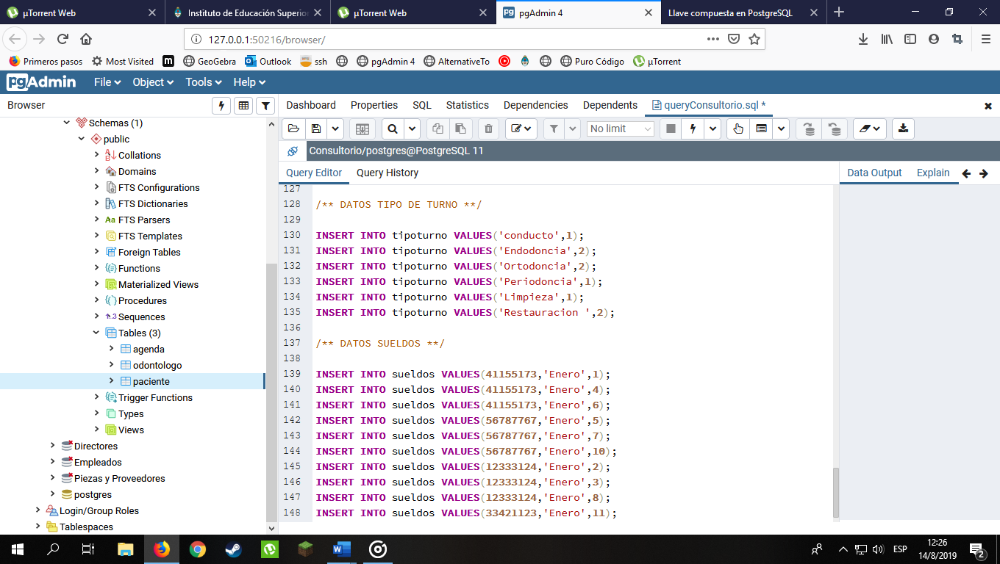 µTorrent Web
Instituto de Educación Superior
µTorrent Web
pgAdmin 4
Llave compuesta en PostgreSQL
127.0.0.1:50216/browser/
Primeros pasos
Most Visited
m
GeoGebra
Outlook
ssh
pgAdmin 4
AlternativeTo
Puro Código
µTorrent
pgAdmin
File
Object
Tools
Help
Browser
Dashboard
Properties
SQL
Statistics
Dependencies
Dependents
queryConsultorio.sql *
No limit
Consultorio/postgres@PostgreSQL 11
Query Editor
Query History
Data Output
Explain
Schemas (1)
public
Collations
Domains
FTS Configurations
FTS Dictionaries
FTS Parsers
FTS Templates
Foreign Tables
Functions
Materialized Views
Procedures
Sequences
Tables (3)
agenda
odontologo
paciente
Trigger Functions
Types
Views
Directores
Empleados
Piezas y Proveedores
postgres
Login/Group Roles
Tablespaces
127
128 /** DATOS TIPO DE TURNO **/
129
130 INSERT INTO tipoturno VALUES('conducto',1);
131 INSERT INTO tipoturno VALUES('Endodoncia',2);
132 INSERT INTO tipoturno VALUES('Ortodoncia',2);
133 INSERT INTO tipoturno VALUES('Periodoncia',1);
134 INSERT INTO tipoturno VALUES('Limpieza',1);
135 INSERT INTO tipoturno VALUES('Restauracion ',2);
136
137 /** DATOS SUELDOS **/
138
139 INSERT INTO sueldos VALUES(41155173,'Enero',1);
140 INSERT INTO sueldos VALUES(41155173,'Enero',4);
141 INSERT INTO sueldos VALUES(41155173,'Enero',6);
142 INSERT INTO sueldos VALUES(56787767,'Enero',5);
143 INSERT INTO sueldos VALUES(56787767,'Enero',7);
144 INSERT INTO sueldos VALUES(56787767,'Enero',10);
145 INSERT INTO sueldos VALUES(12333124,'Enero',2);
146 INSERT INTO sueldos VALUES(12333124,'Enero',3);
147 INSERT INTO sueldos VALUES(12333124,'Enero',8);
148 INSERT INTO sueldos VALUES(33421123,'Enero',11);
ESP
12:26
14/8/2019
2